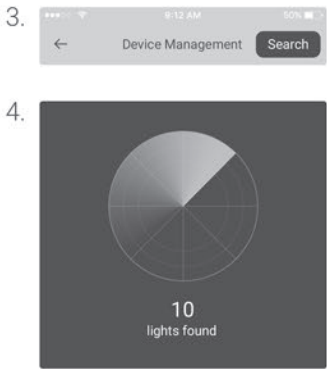 3.
9:12 AM 50%
← Device Management Search
4.
10
lights found